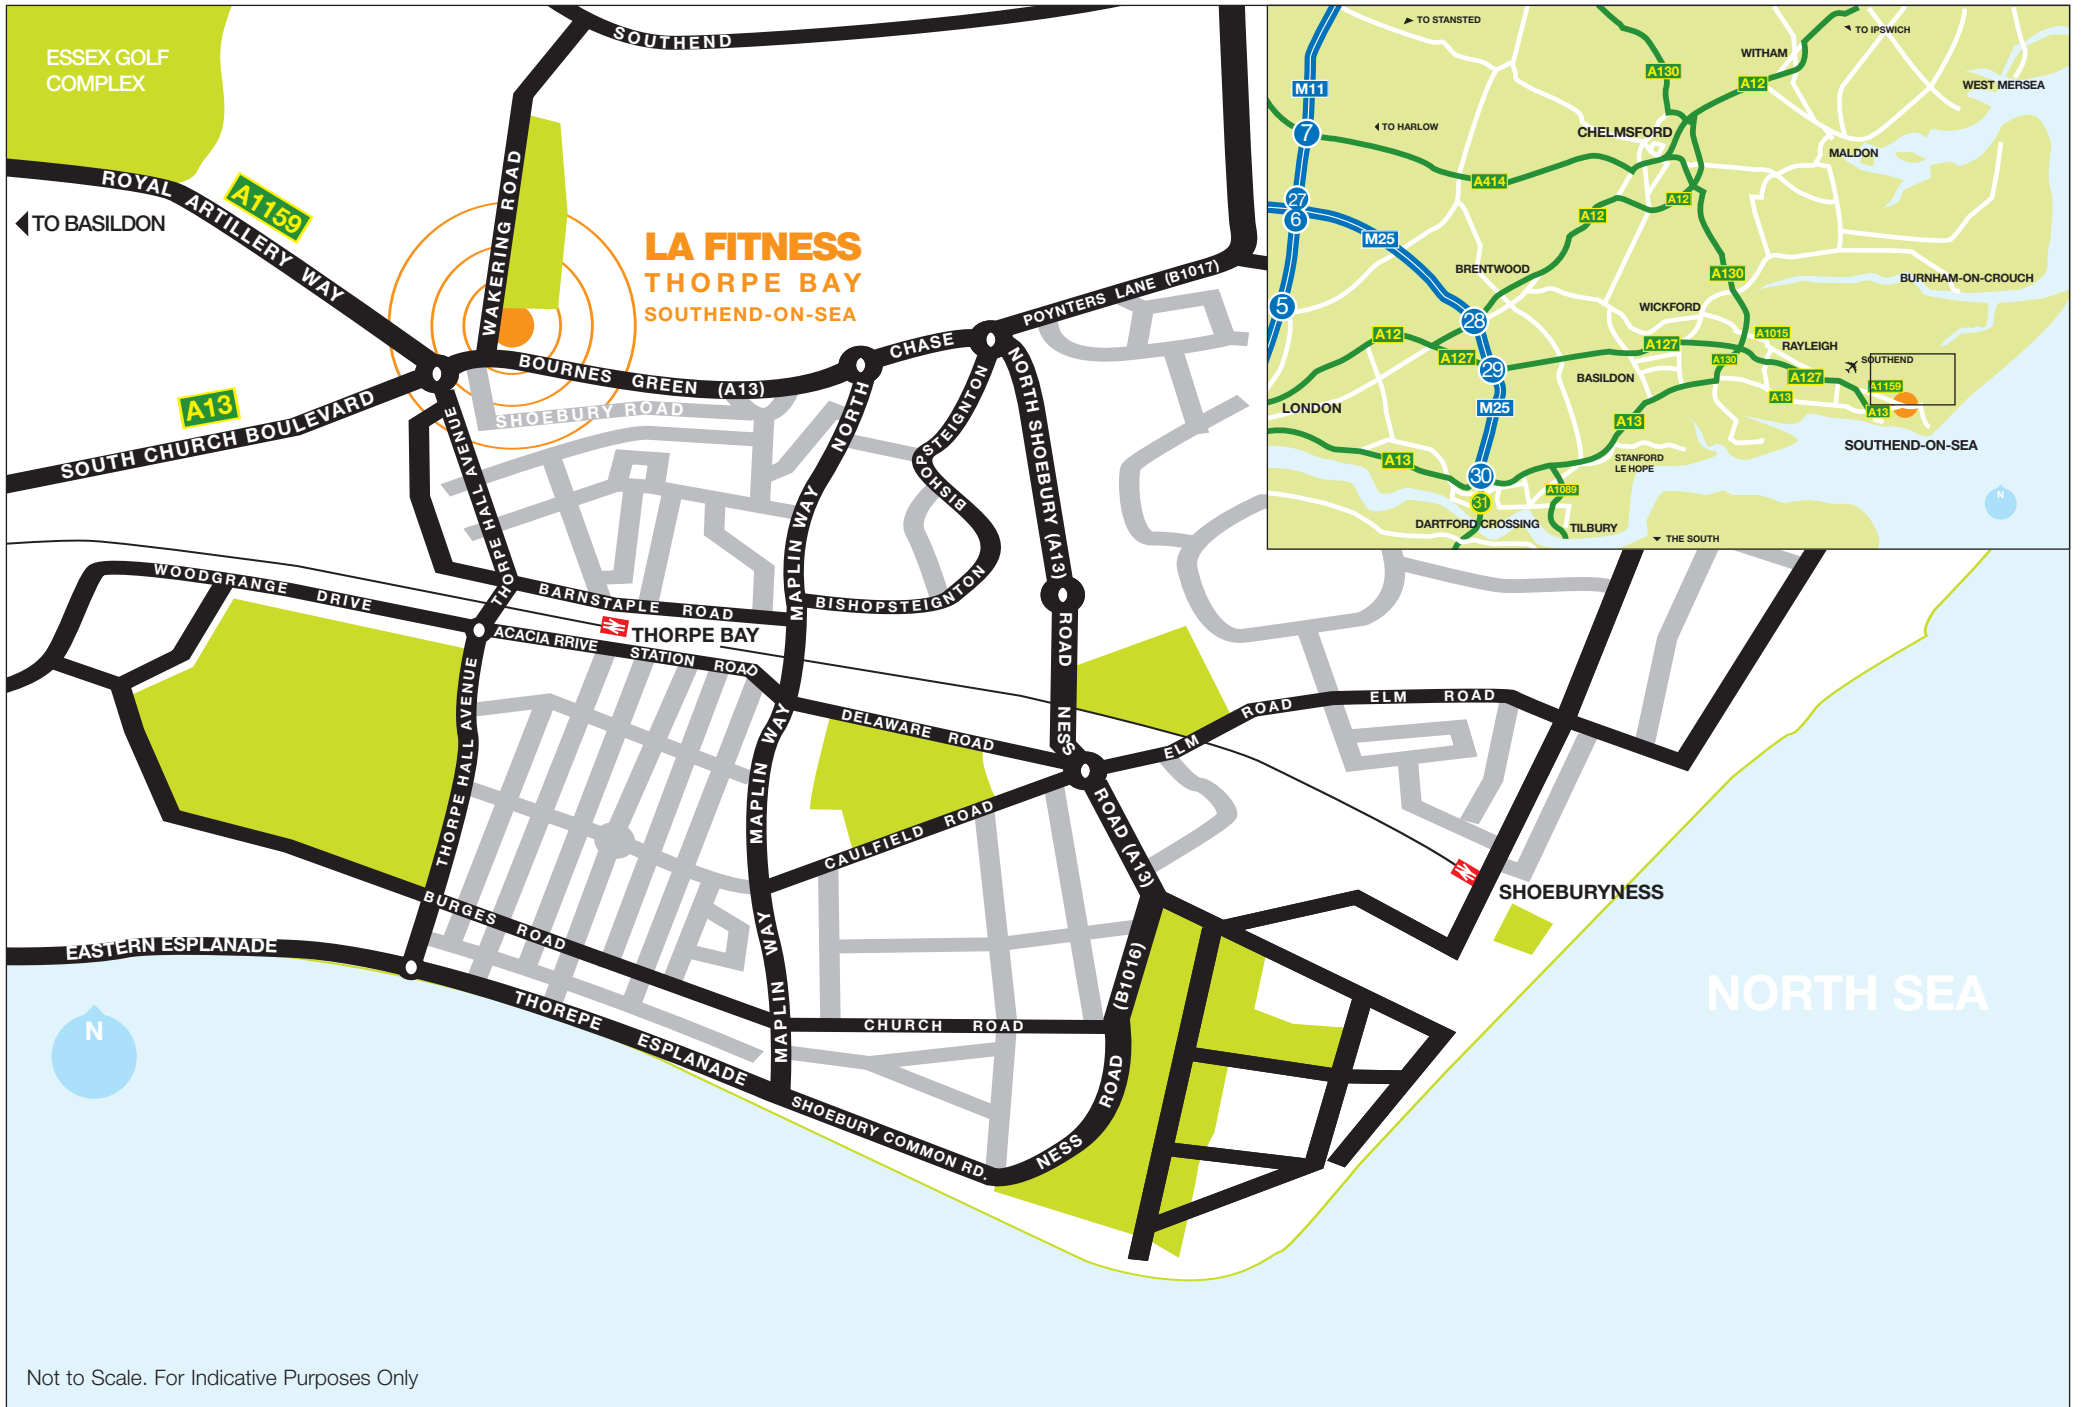 ESSEX GOLF
COMPLEX
SOUTHEND
ROYAL ARTILLERY WAY
A1159
TO BASILDON
WAKERING ROAD
LA FITNESS
THORPE BAY
SOUTHEND-ON-SEA
A13
SOUTH CHURCH BOULEVARD
BOURNES GREEN (A13)
CHASE
POYNTERS LANE (B1017)
SHOEBURY ROAD
THORPE HALL AVENUE
MAPLIN WAY NORTH
BISHOPSTEIGNTON
BISHOPSTEIGNTON
NORTH SHOEBURY (A13)
ROAD
NESS
WOODGRANGE DRIVE
BARNSTAPLE ROAD
ACACIA RRIVE
STATION ROAD
THORPE BAY
THORPE HALL AVENUE
MAPLIN WAY
MAPLIN WAY
MAPLIN WAY
DELAWARE ROAD
CAULFIELD ROAD
ELM ROAD
ELM ROAD
ROAD (A13)
SHOEBURYNESS
BURGES ROAD
EASTERN ESPLANADE
THOREPE ESPLANADE
CHURCH ROAD
(B1016)
NESS ROAD
SHOEBURY COMMON RD.
NORTH SEA
N
Not to Scale. For Indicative Purposes Only
TO STANSTED
TO IPSWICH
WITHAM
A130
A12
WEST MERSEA
M11
7
TO HARLOW
CHELMSFORD
MALDON
A414
27
6
A12
A12
M25
BRENTWOOD
A130
BURNHAM-ON-CROUCH
5
WICKFORD
28
A12
A127
A127
A1015
RAYLEIGH
A130
SOUTHEND
29
BASILDON
A127
A1159
A13
A13
LONDON
M25
A13
SOUTHEND-ON-SEA
A13
STANFORD
LE HOPE
30
A1089
31
N
DARTFORD CROSSING
TILBURY
THE SOUTH